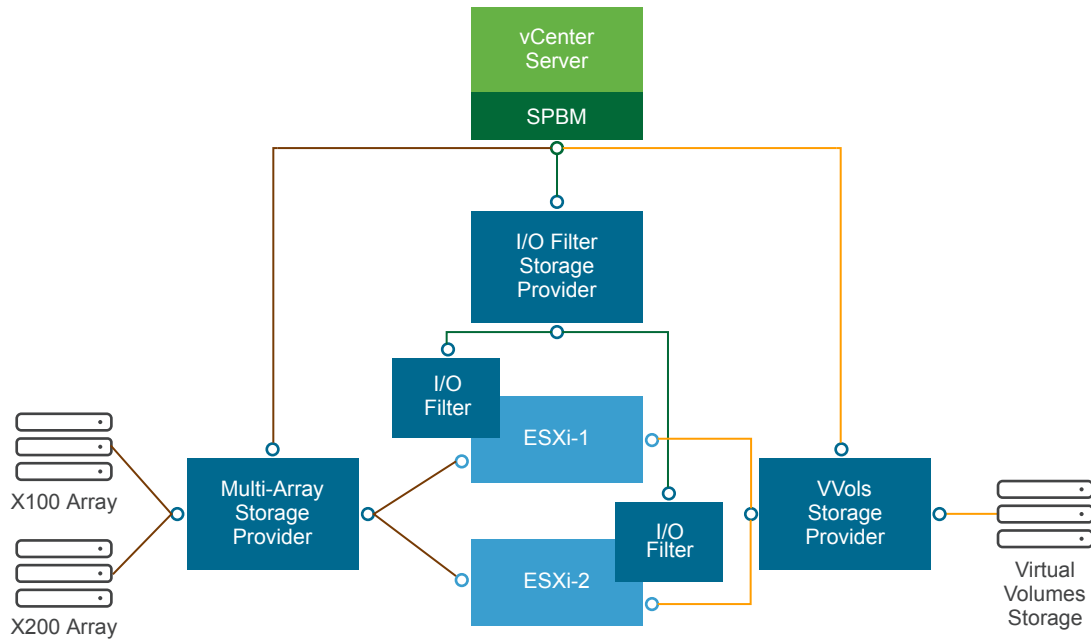 vCenter
Server
SPBM
I/O Filter
Storage
Provider
I/O
Filter
ESXi-1
X100 Array
Multi-Array
Storage
Provider
VVols
Storage
Provider
I/O
Filter
ESXi-2
X200 Array
Virtual
Volumes
Storage